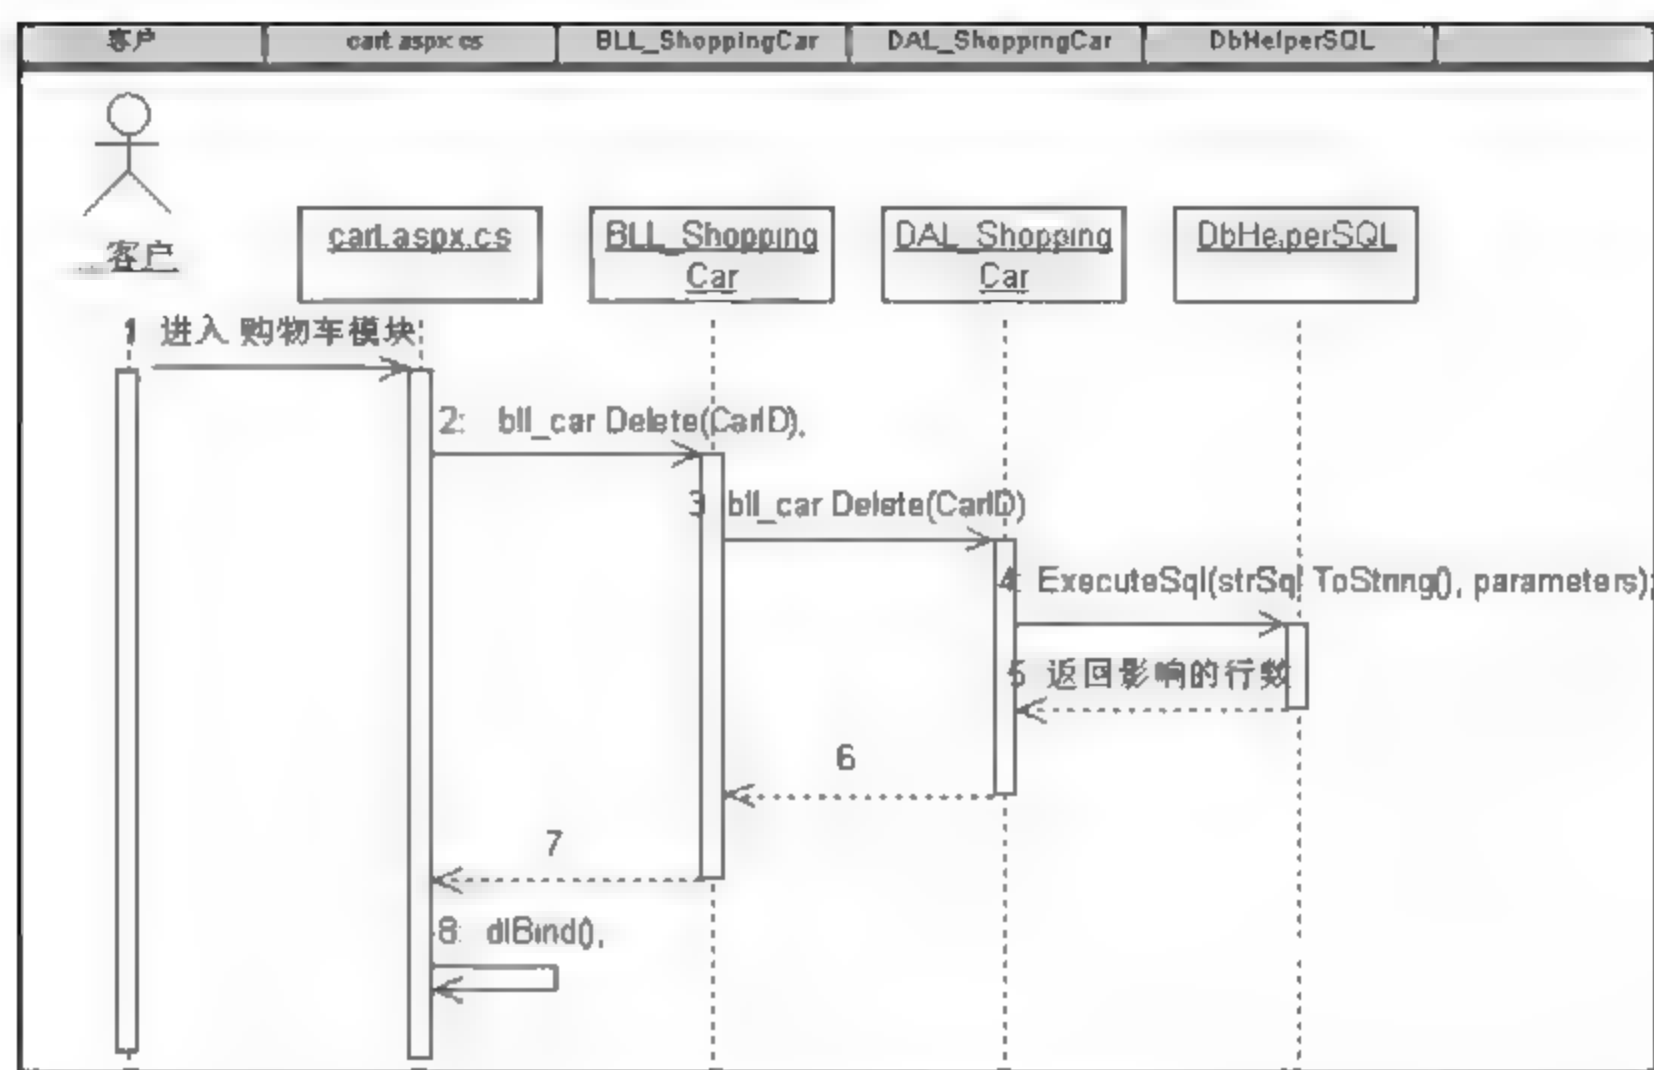 客户 cart.aspx.cs BLL_ShoppingCar DAL_ShoppingCar DbHelperSQL
客户
cart.aspx.cs
BLL_Shopping
Car
DAL_Shopping
Car
DbHelperSQL
1 进入 购物车模块
2: bll_car Delete(CarID),
3 bll_car Delete(CarID)
4: ExecuteSql(strSql ToString(), parameters);
5 返回影响的行数
6
7
8: dlBind(),